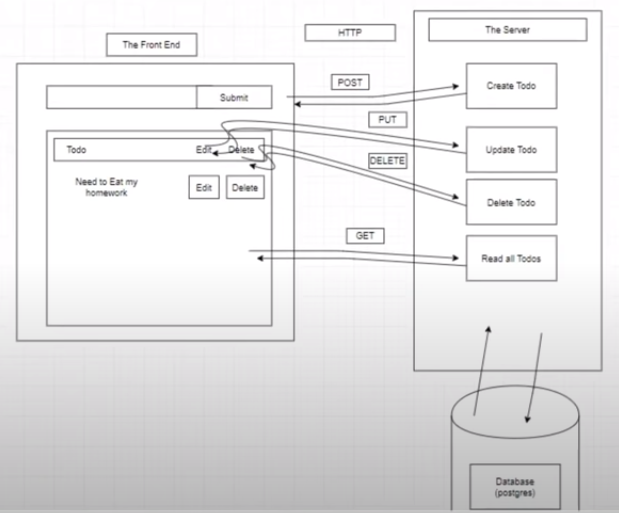 The Front End
HTTP
The Server
Submit
POST
Create Todo
PUT
Todo
Edit
Delete
Update Todo
DELETE
Need to Eat my
homework
Edit
Delete
Delete Todo
GET
Read all Todos
Database
(postgres)